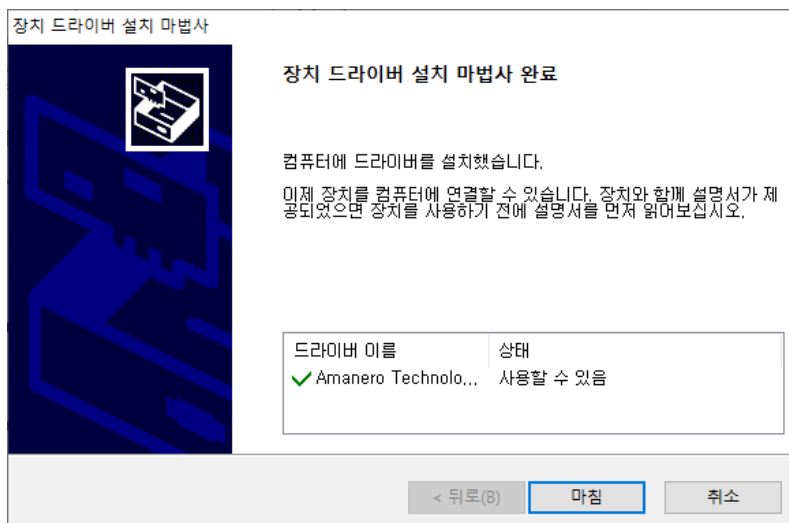 장치 드라이버 설치 마법사
장치 드라이버 설치 마법사 완료
컴퓨터에 드라이버를 설치했습니다.
이제 장치를 컴퓨터에 연결할 수 있습니다. 장치와 함께 설명서가 제
공되었으면 장치를 사용하기 전에 설명서를 먼저 읽어보십시오.
드라이버 이름 상태
Amanero Technolo... 사용할 수 있음
< 뒤로(B) 마침 취소